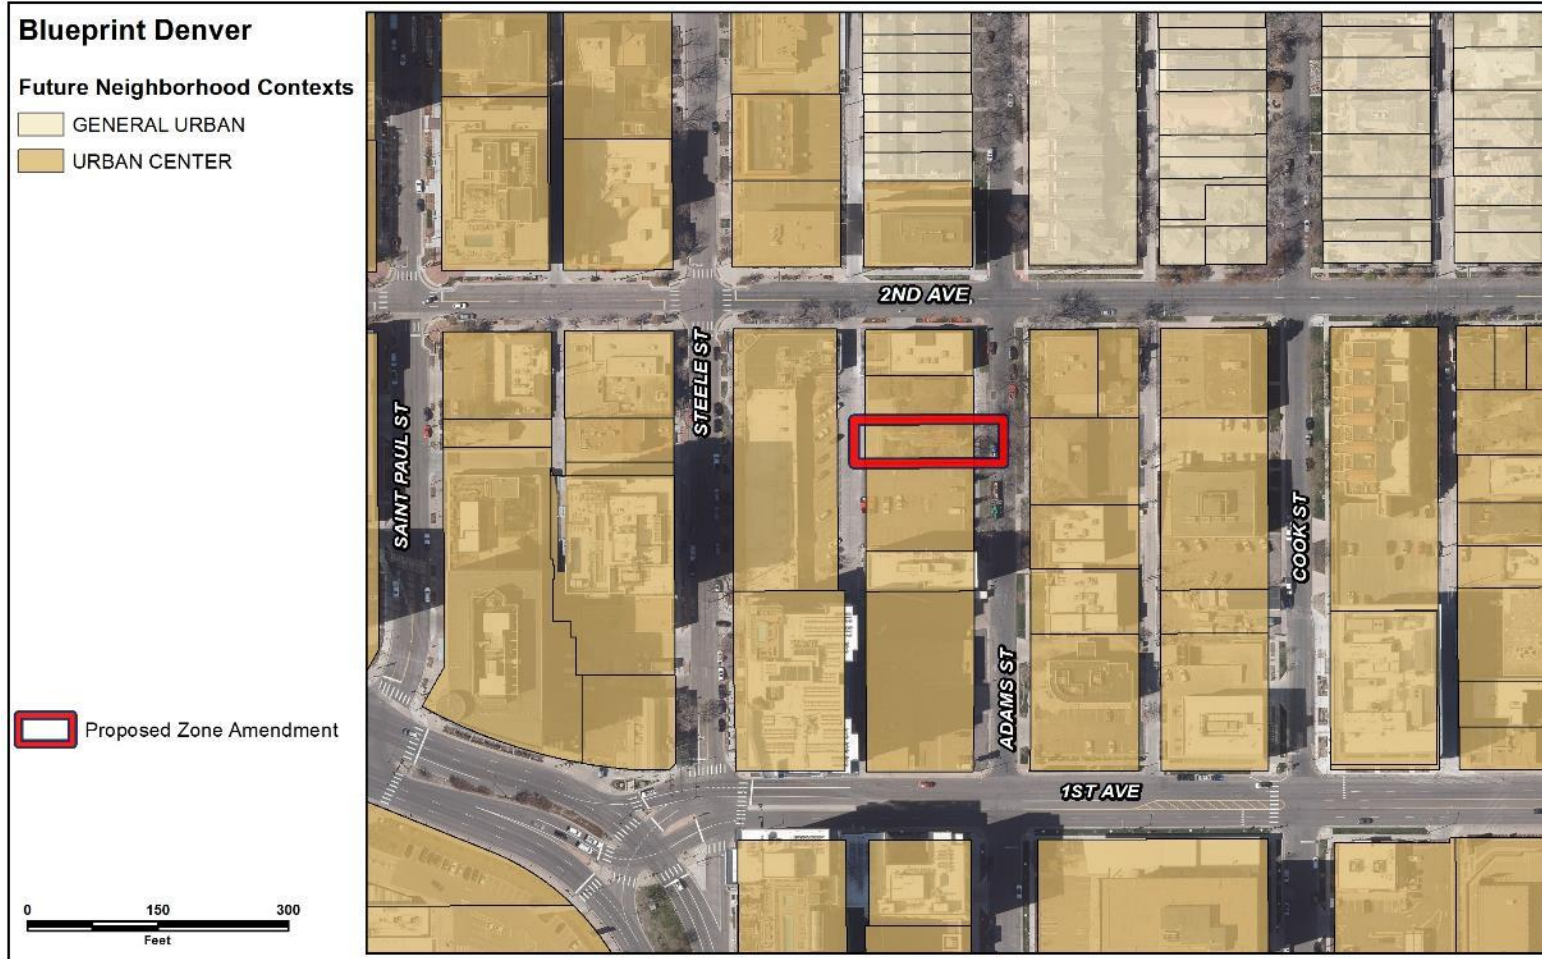 Blueprint Denver
Future Neighborhood Contexts
GENERAL URBAN
URBAN CENTER
Proposed Zone Amendment
0 150 300
Feet
2ND AVE
SAINT PAUL ST
STEELE ST
ADAMS ST
COOK ST
1ST AVE